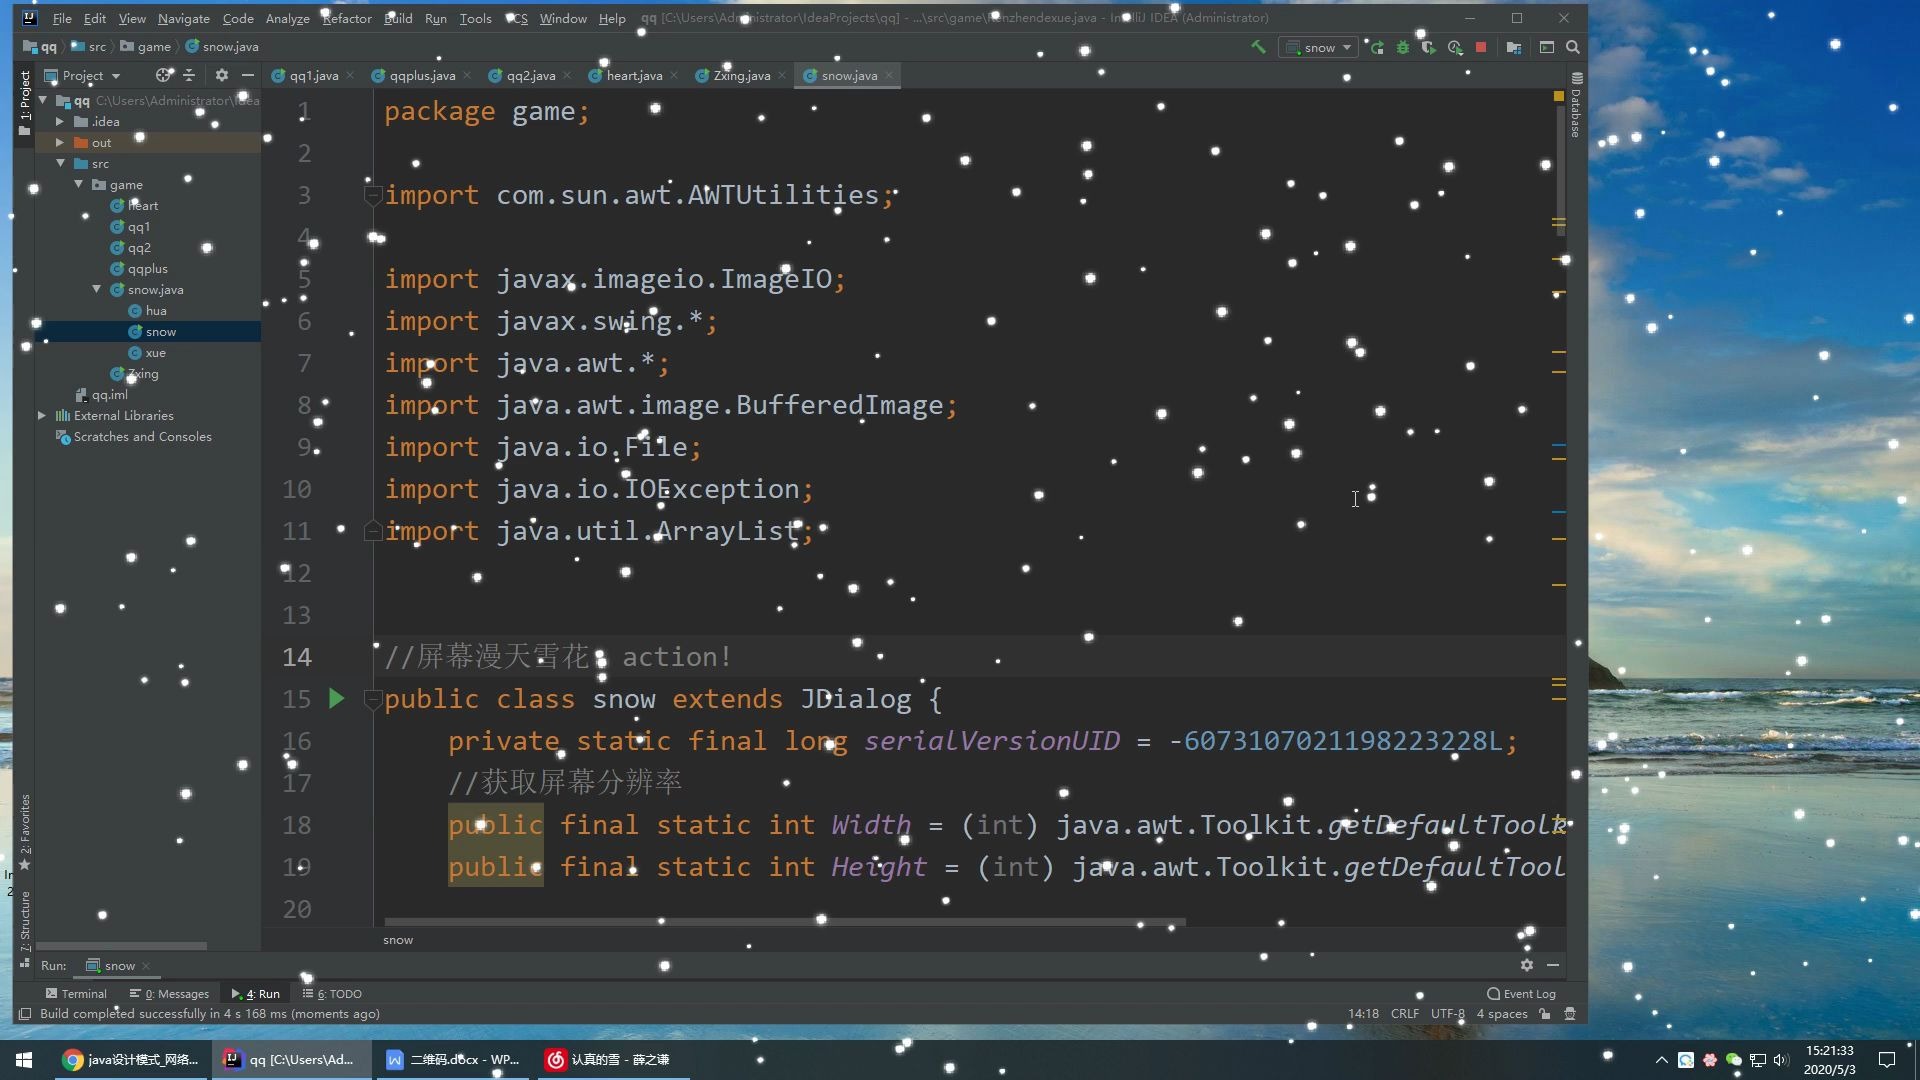 File Edit View Navigate Code Analyze Refactor Build Run Tools VCS Window Help qq [C:\Users\Administrator\IdeaProjects\qq] - ...\src\game\Renzhendexue.java - IntelliJ IDEA (Administrator)
qq src game snow.java snow
Project qq1.java qqplus.java qq2.java heart.java Zxing.java snow.java
1: Project
Database
qq C:\Users\Administrator\Idea
.idea
out
src
game
heart
qq1
qq2
qqplus
snow.java
hua
snow
xue
Zxing
qq.iml
External Libraries
Scratches and Consoles
2: Favorites
7: Structure
1 package game;
2
3 import com.sun.awt.AWTUtilities;
4
5 import javax.imageio.ImageIO;
6 import javax.swing.*;
7 import java.awt.*;
8 import java.awt.image.BufferedImage;
9 import java.io.File;
10 import java.io.IOException;
11 import java.util.ArrayList;
12
13
14 //屏幕漫天雪花 action!
15 public class snow extends JDialog {
16 private static final long serialVersionUID = -6073107021198223228L;
17 //获取屏幕分辨率
18 public final static int Width = (int) java.awt.Toolkit.getDefaultToolk
19 public final static int Height = (int) java.awt.Toolkit.getDefaultTool
20
snow
Run: snow
Terminal 0: Messages 4: Run 6: TODO Event Log
Build completed successfully in 4 s 168 ms (moments ago) 14:18 CRLF UTF-8 4 spaces
java设计模式_网络... qq [C:\Users\Ad... 二维码.docx - WP... 认真的雪 - 薛之谦 15:21:33
2020/5/3